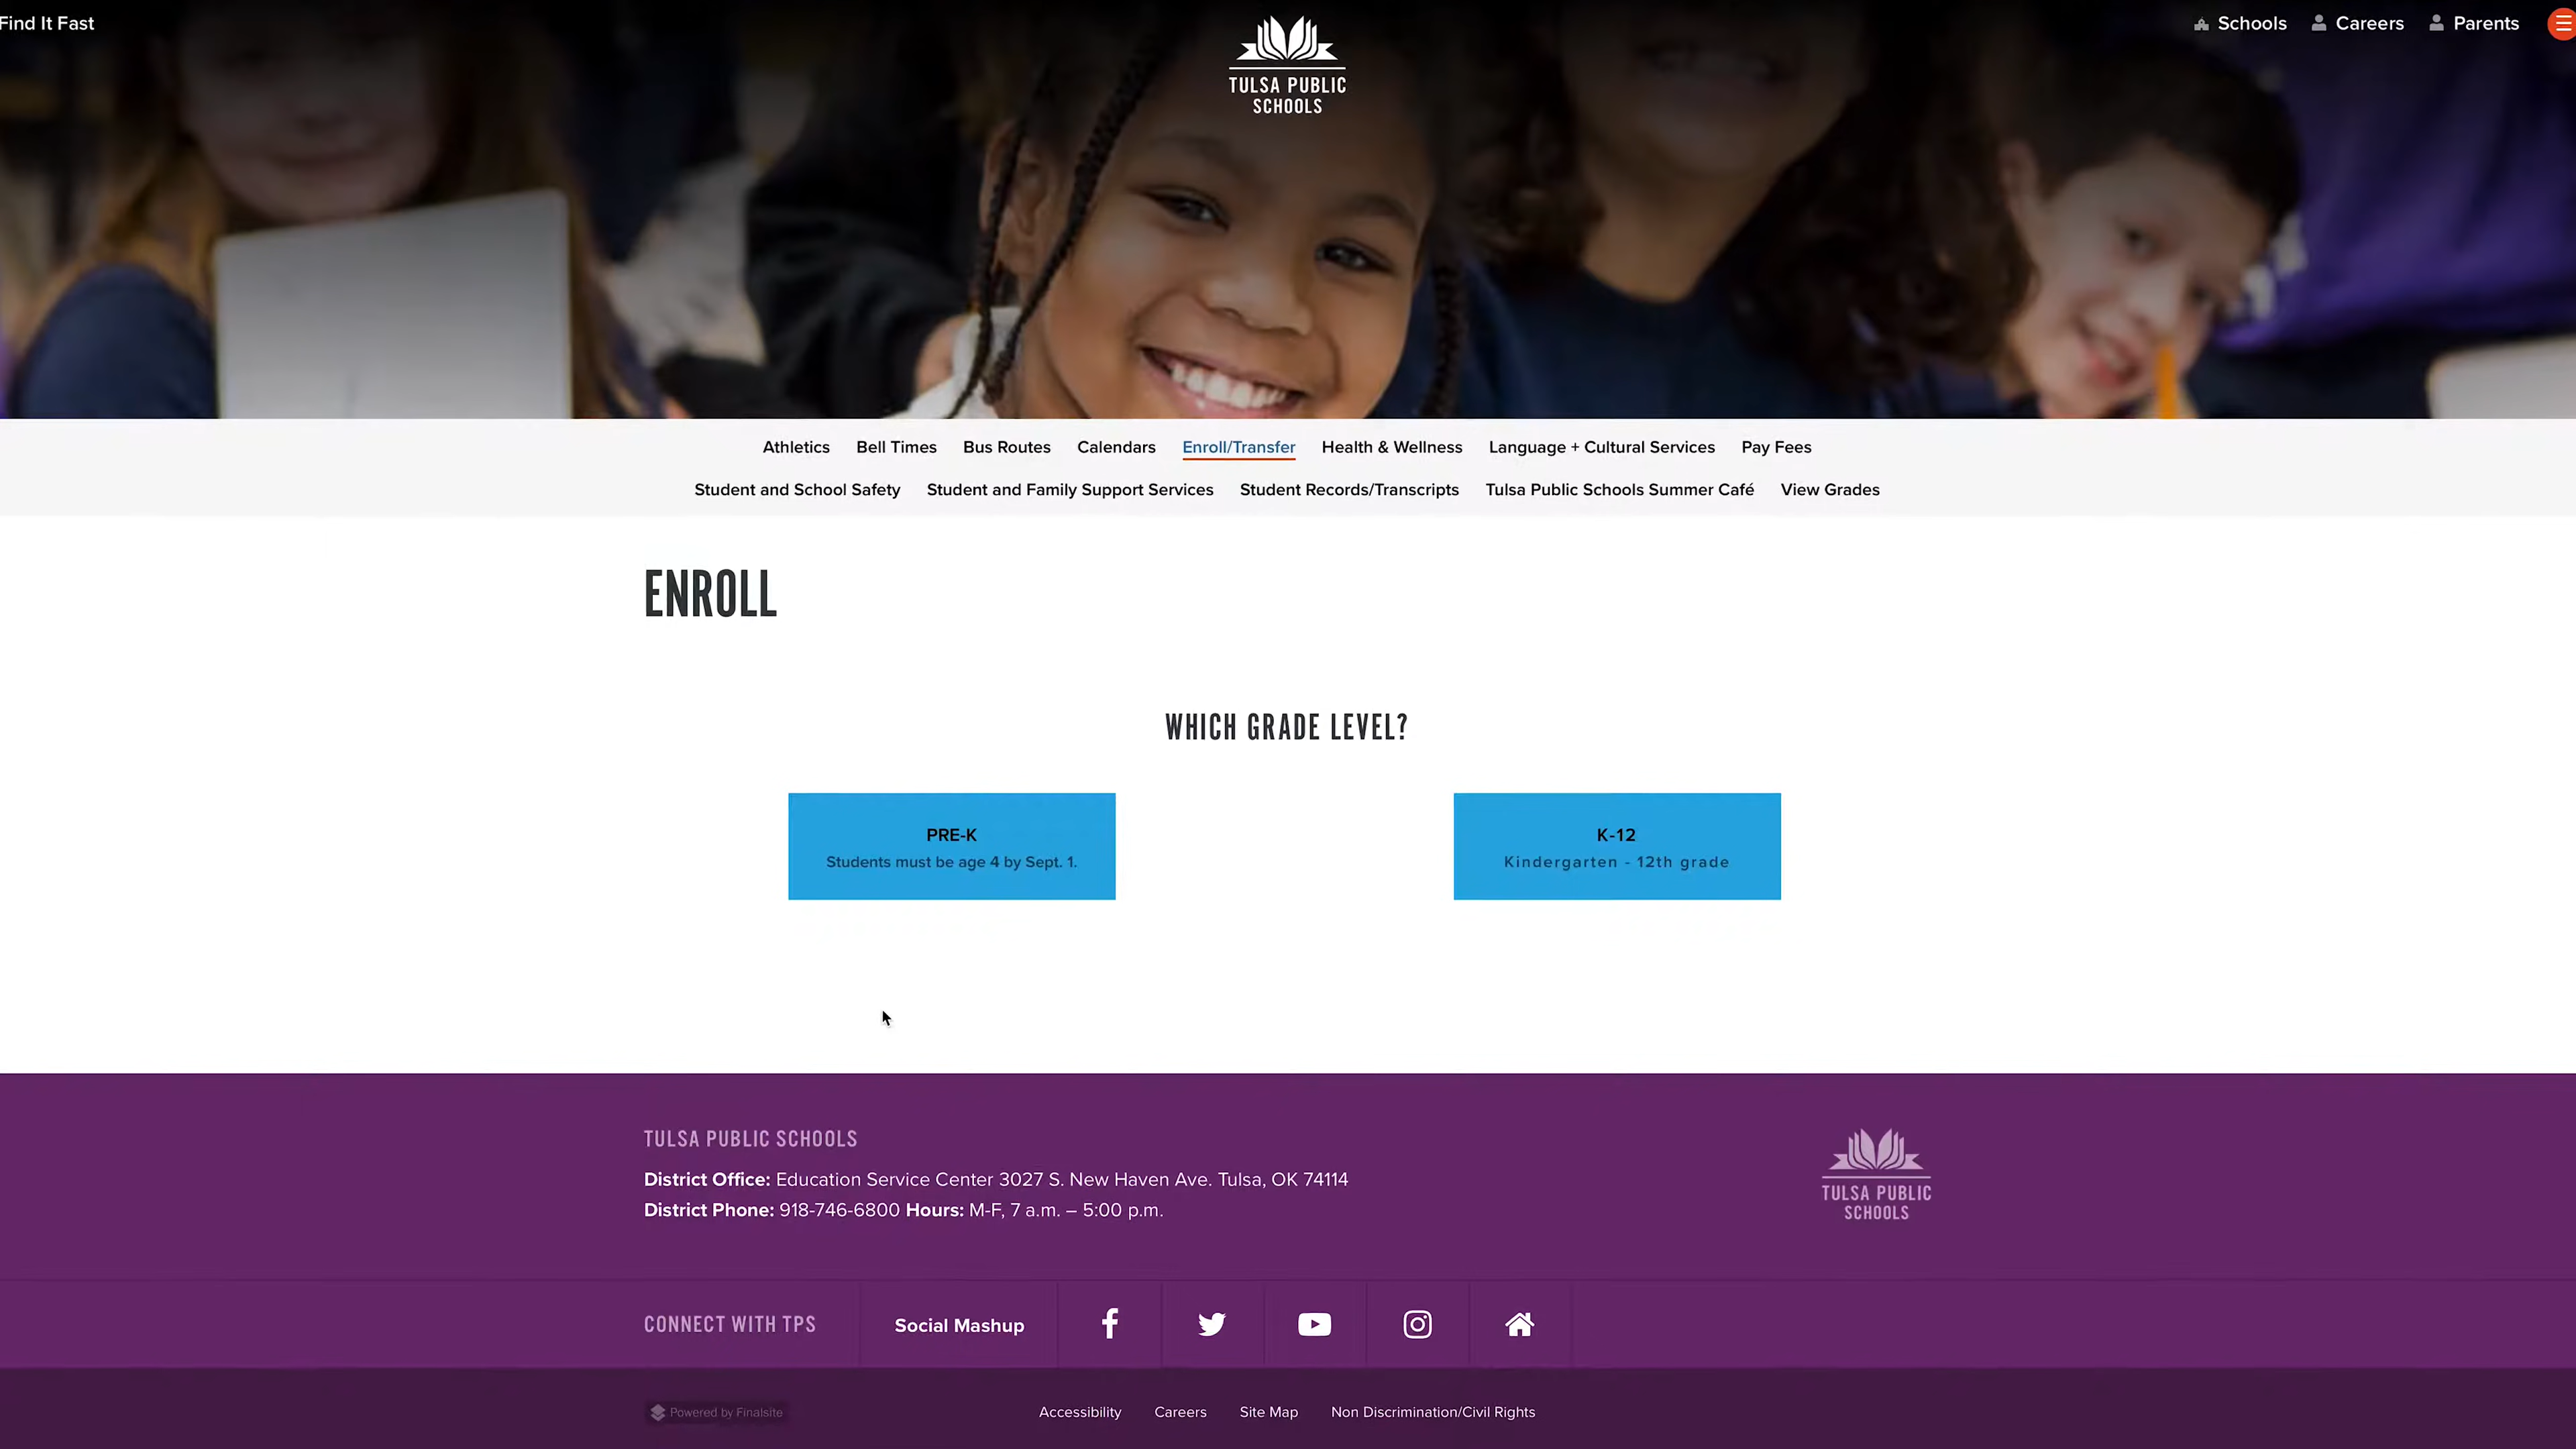 Find It Fast
Schools Careers Parents
TULSA PUBLIC
SCHOOLS
Athletics Bell Times Bus Routes Calendars Enroll/Transfer Health & Wellness Language + Cultural Services Pay Fees
Student and School Safety Student and Family Support Services Student Records/Transcripts Tulsa Public Schools Summer Café View Grades
ENROLL
WHICH GRADE LEVEL?
PRE-K
Students must be age 4 by Sept. 1.
K-12
Kindergarten - 12th grade
TULSA PUBLIC SCHOOLS
District Office: Education Service Center 3027 S. New Haven Ave. Tulsa, OK 74114
District Phone: 918-746-6800 Hours: M-F, 7 a.m. – 5:00 p.m.
TULSA PUBLIC
SCHOOLS
CONNECT WITH TPS Social Mashup
Powered by Finalsite Accessibility Careers Site Map Non Discrimination/Civil Rights